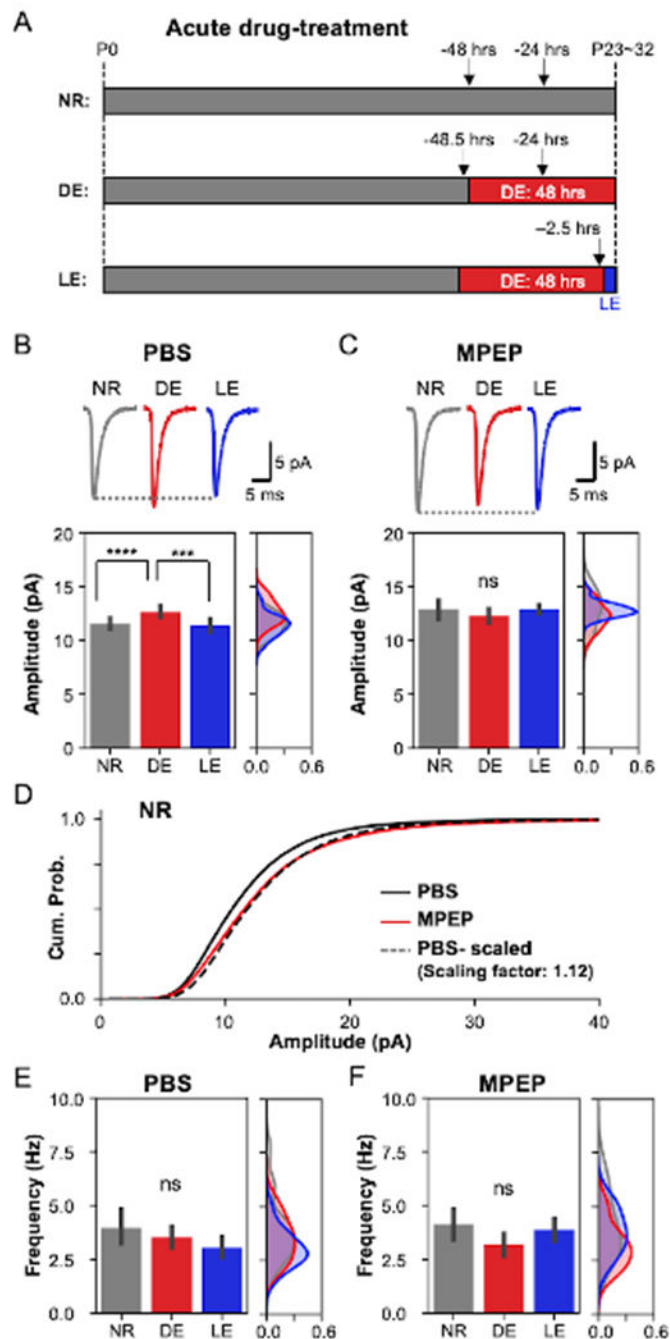 A
Acute drug-treatment
P0
-48 hrs
-24 hrs
P23~32
NR:
-48.5 hrs
-24 hrs
DE:
DE: 48 hrs
–2.5 hrs
LE:
DE: 48 hrs
LE
B
PBS
NR
DE
LE
5 pA
5 ms
Amplitude (pA)
20
15
10
5
0
****
***
NR
DE
LE
0.0
0.6
C
MPEP
NR
DE
LE
5 pA
5 ms
Amplitude (pA)
20
15
10
5
0
ns
NR
DE
LE
0.0
0.6
D
NR
Cum. Prob.
1.0
0.0
PBS
MPEP
PBS- scaled
(Scaling factor: 1.12)
0
10
20
30
40
Amplitude (pA)
E
PBS
Frequency (Hz)
10.0
7.5
5.0
2.5
0.0
ns
NR
DE
LE
0.0
0.6
F
MPEP
Frequency (Hz)
10.0
7.5
5.0
2.5
0.0
ns
NR
DE
LE
0.0
0.6